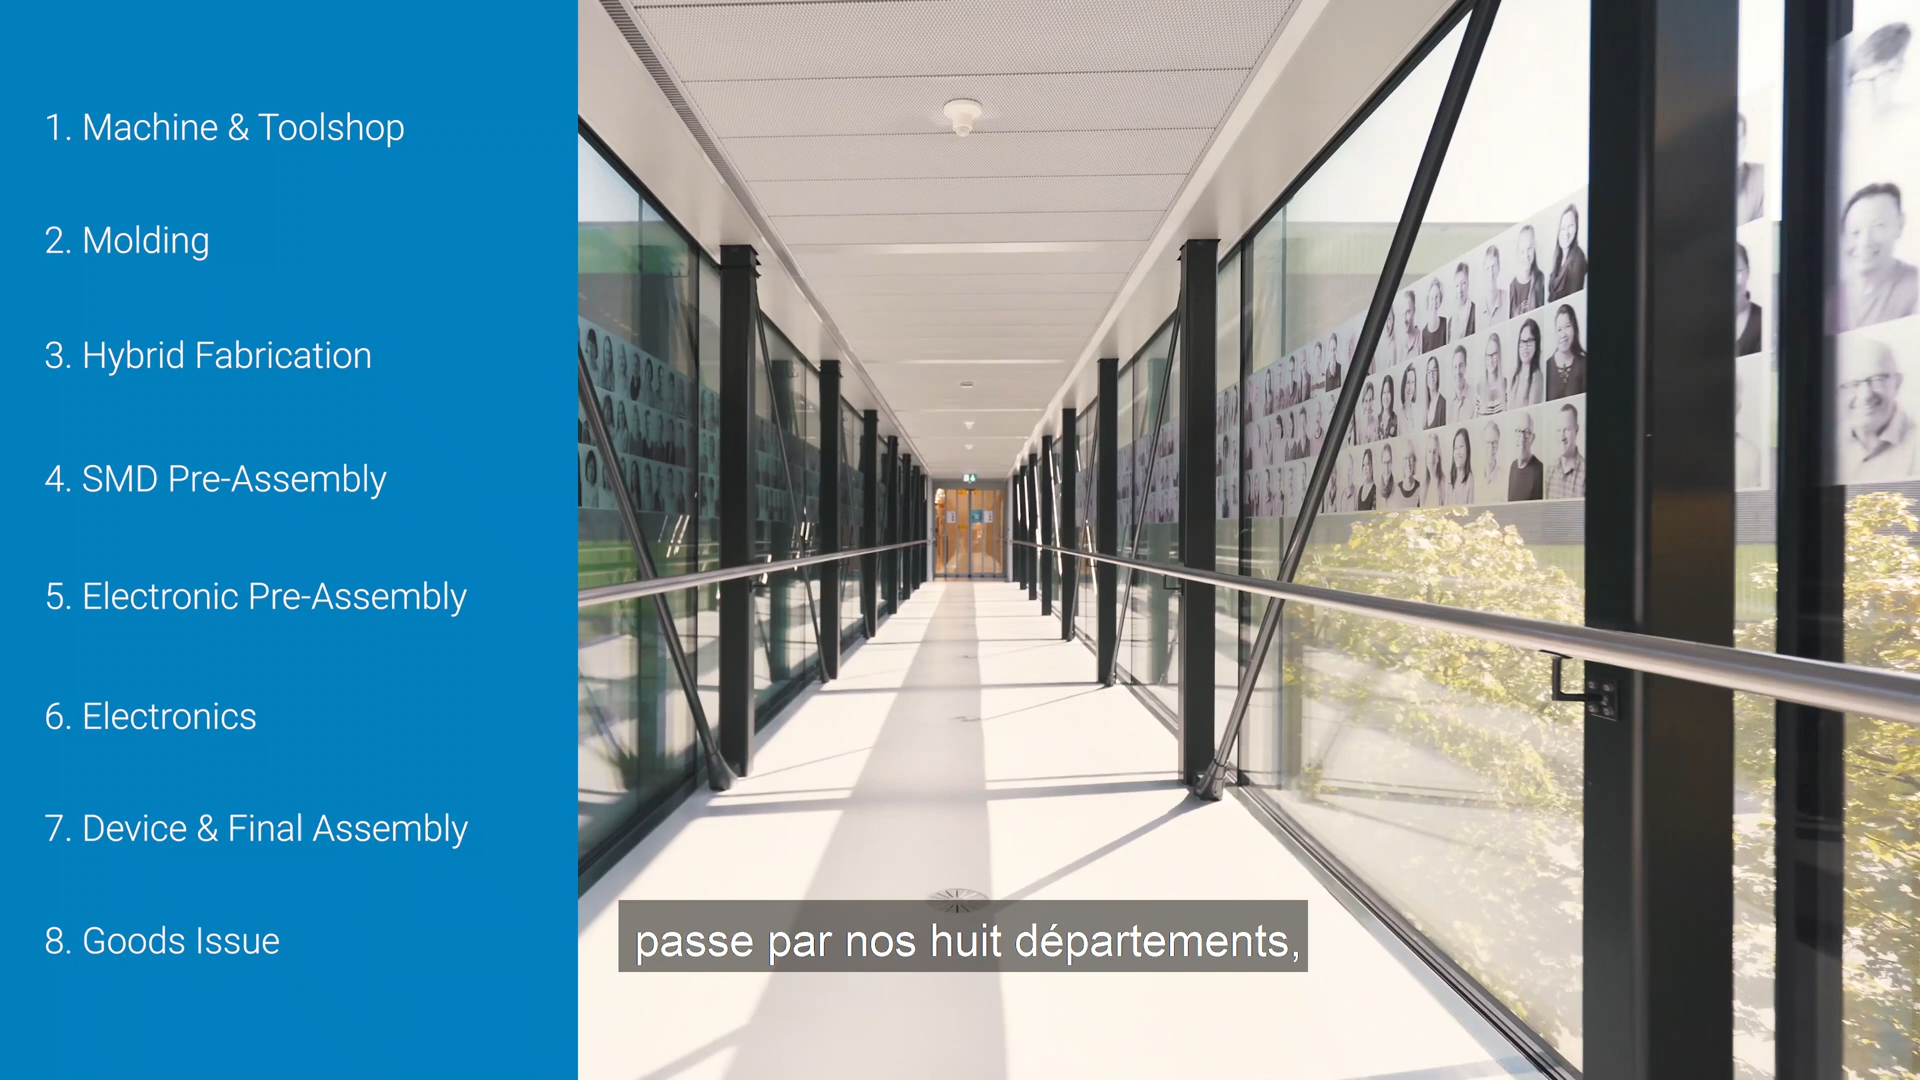 1. Machine & Toolshop
2. Molding
3. Hybrid Fabrication
4. SMD Pre-Assembly
5. Electronic Pre-Assembly
6. Electronics
7. Device & Final Assembly
8. Goods Issue
passe par nos huit départements,